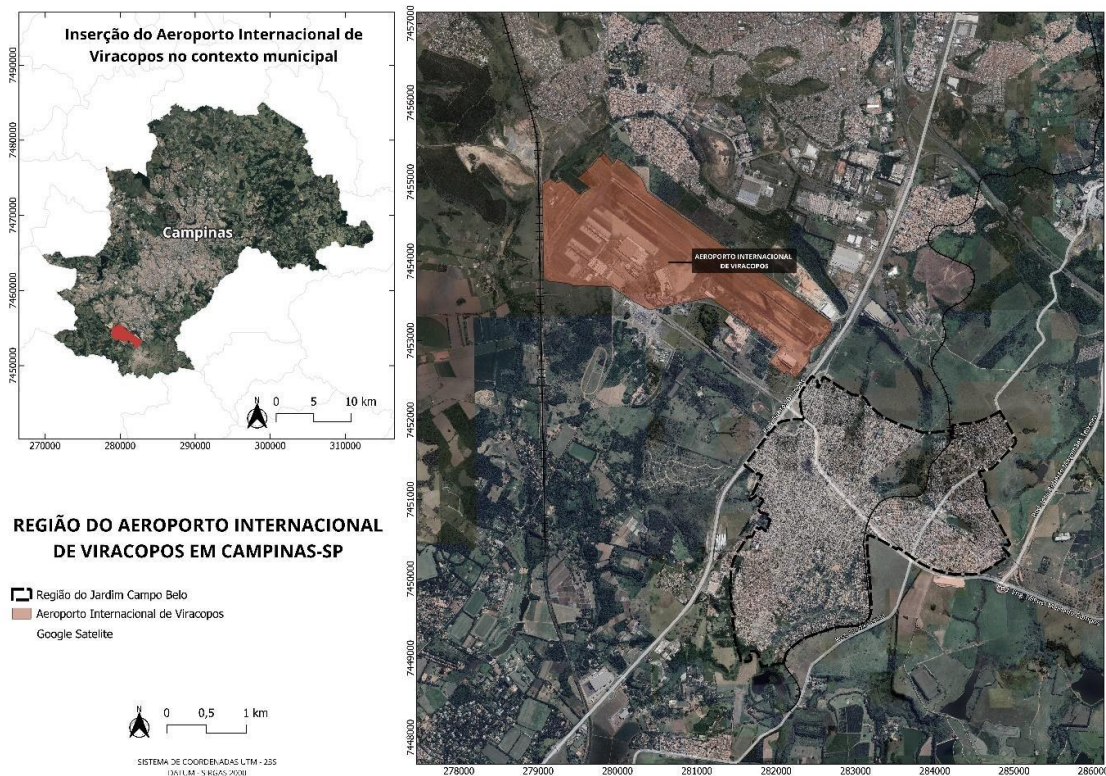 Inserção do Aeroporto Internacional de
Viracopos no contexto municipal
7490000
7480000
7470000
7460000
7450000
Campinas
N
0 5 10 km
270000 280000 290000 300000 310000
REGIÃO DO AEROPORTO INTERNACIONAL
DE VIRACOPOS EM CAMPINAS-SP
Região do Jardim Campo Belo
Aeroporto Internacional de Viracopos
Google Satelite
N
0 0,5 1 km
SISTEMA DE COORDENADAS UTM - 23S
DATUM - SIRGAS 2000
7457000
7456000
7455000
7454000
7453000
7452000
7451000
7450000
7449000
7448000
AEROPORTO INTERNACIONAL
DE VIRACOPOS
278000 279000 280000 281000 282000 283000 284000 285000 286000